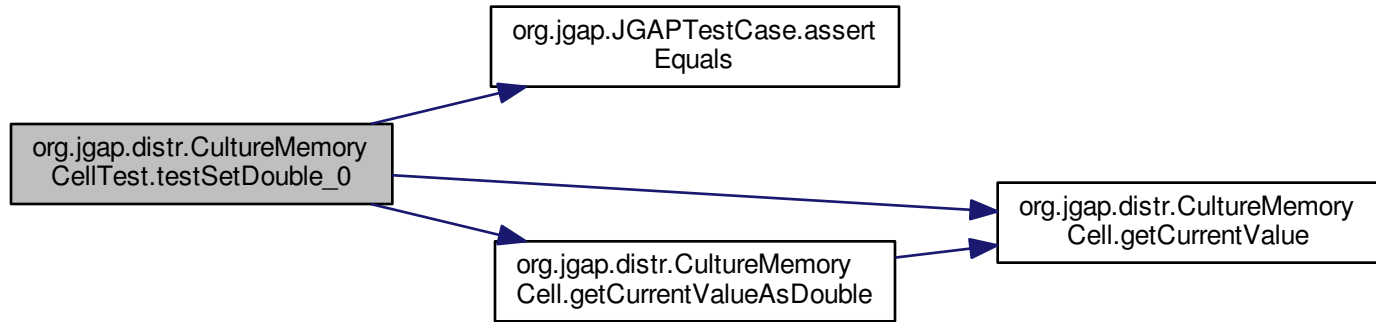 org.jgap.JGAPTestCase.assert
Equals
org.jgap.distr.CultureMemory
CellTest.testSetDouble_0
org.jgap.distr.CultureMemory
Cell.getCurrentValue
org.jgap.distr.CultureMemory
Cell.getCurrentValueAsDouble